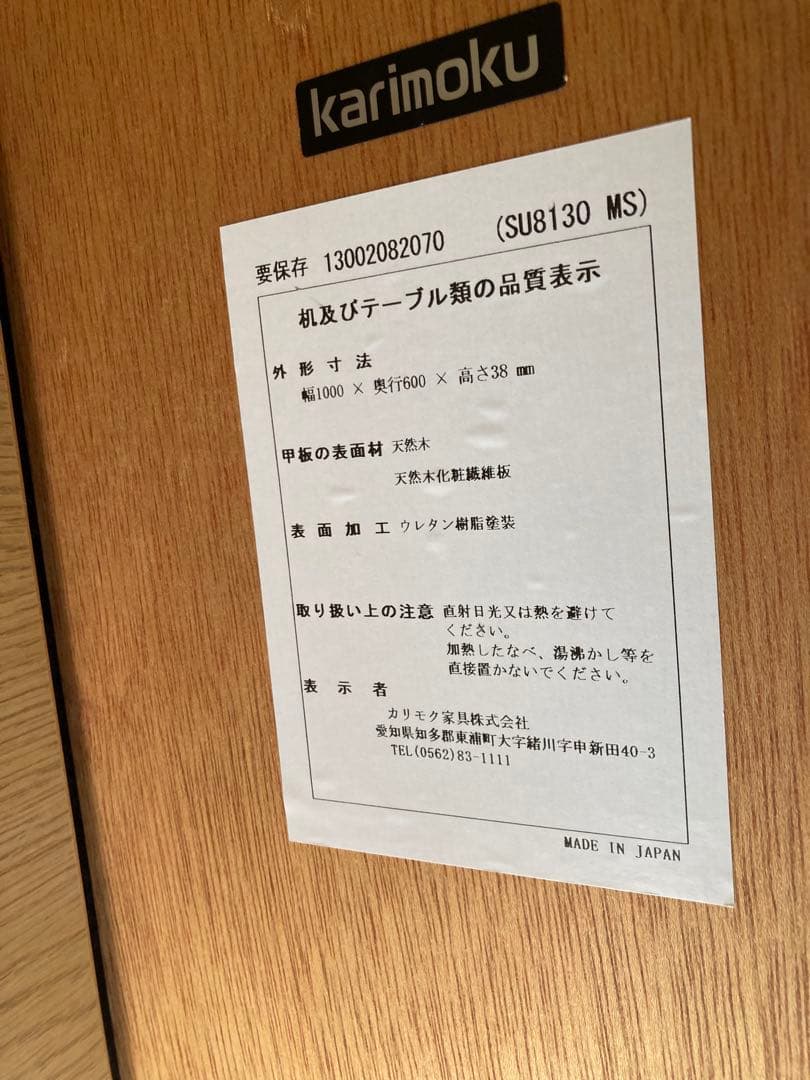 karimoku
要保存 13002082070 (SU8130 MS)
机及びテーブル類の品質表示
外形寸法
幅1000 × 奥行600 × 高さ38 mm
甲板の表面材 天然木
天然木化粧繊維板
表面加工 ウレタン樹脂塗装
取り扱い上の注意 直射日光又は熱を避けて
ください。
加熱したなべ、湯沸かし等を
直接置かないでください。
表示者
カリモク家具株式会社
愛知県知多郡東浦町大字緒川字申新田40-3
TEL(0562)83-1111
MADE IN JAPAN